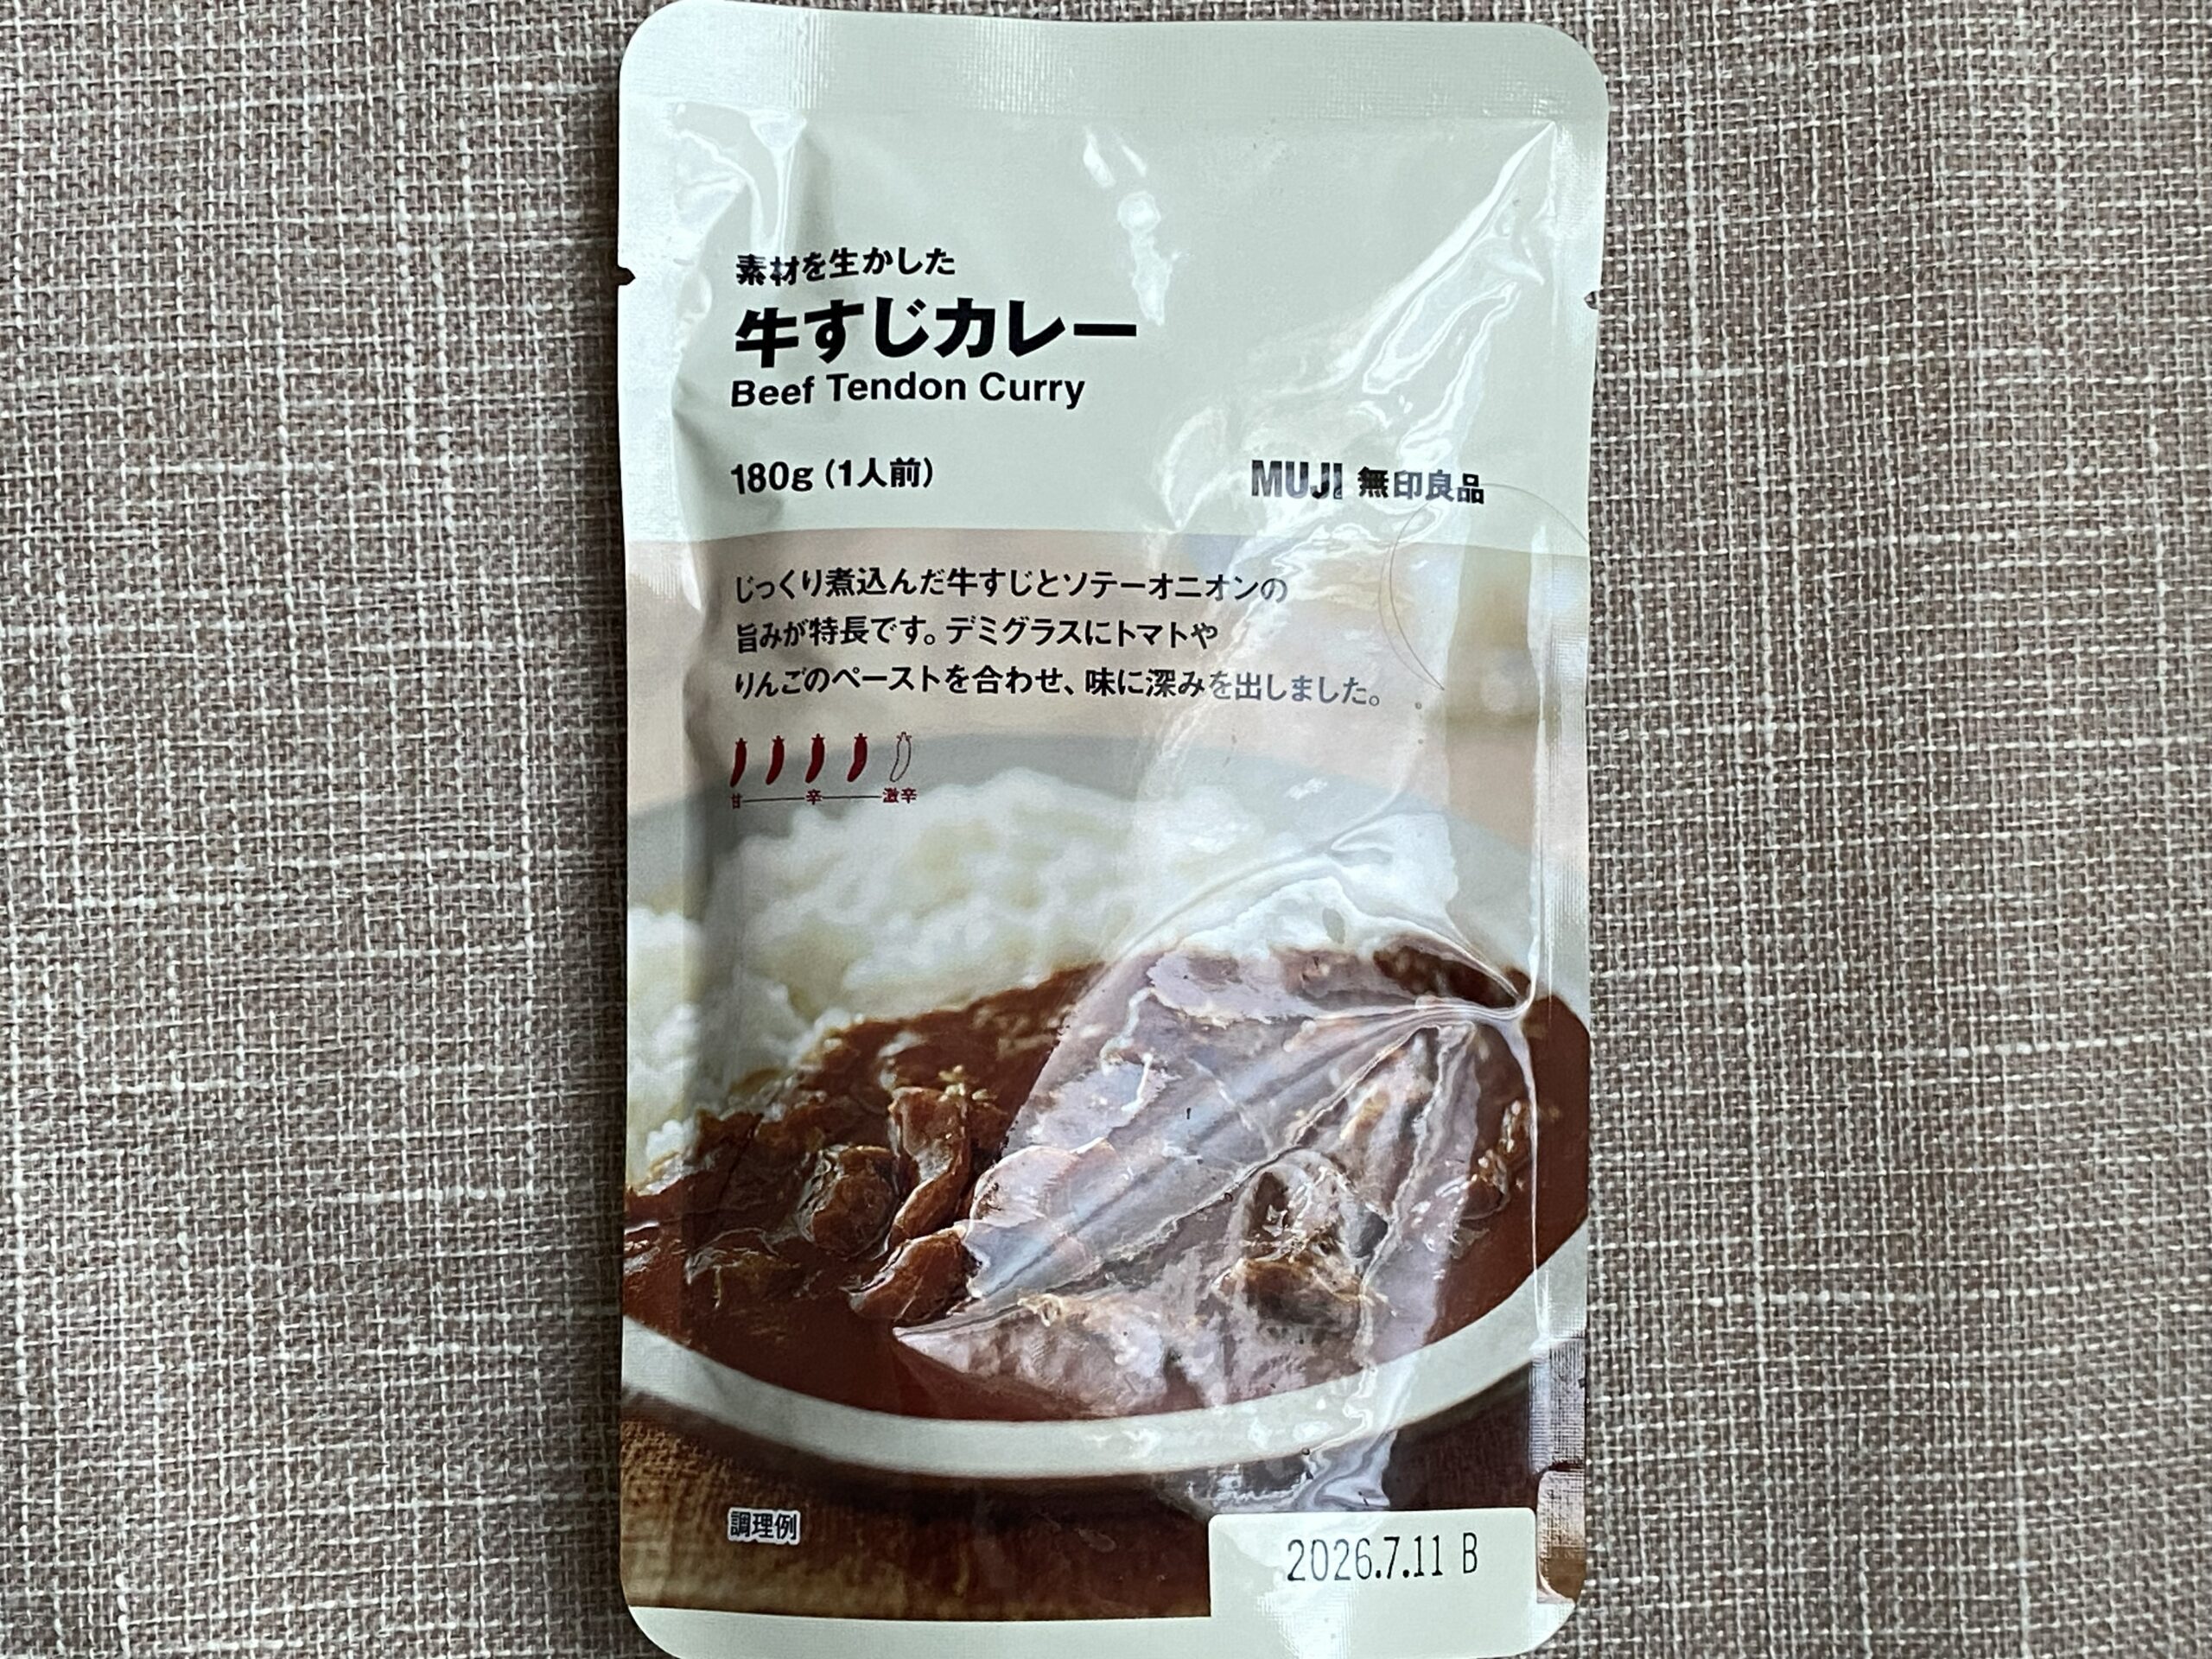 素材を生かした
牛すじカレー
Beef Tendon Curry
180g (1人前)
MUJI 無印良品
じっくり煮込んだ牛すじとソテーオニオンの
旨みが特長です。デミグラスにトマトや
りんごのペーストを合わせ、味に深みを出しました。
甘 辛 激辛
調理例
2026.7.11 B